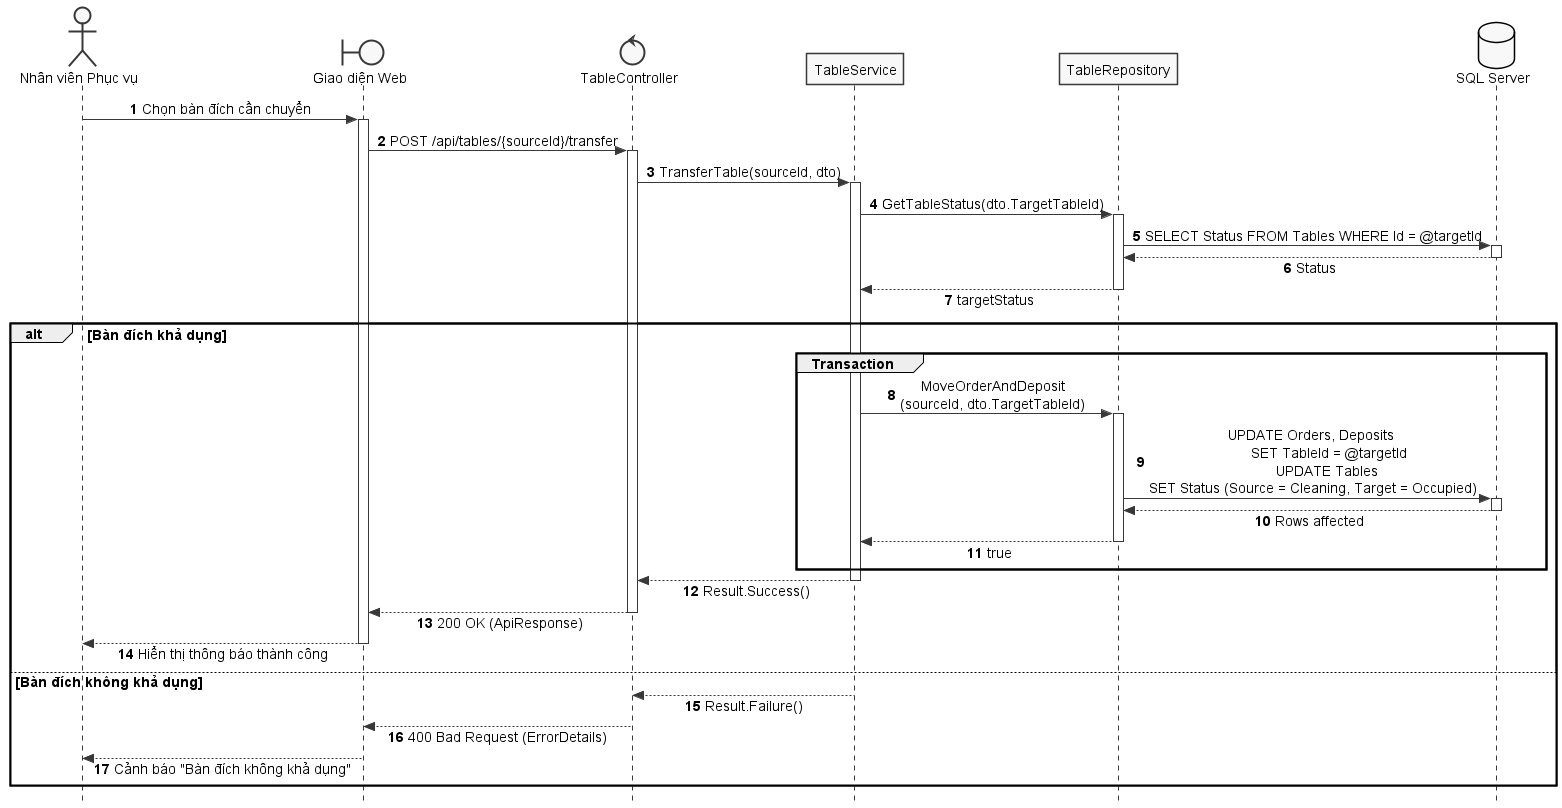 Nhân viên Phục vụ
Giao diện Web
TableController
TableService
TableRepository
SQL Server
1 Chọn bàn đích cần chuyển
2 POST /api/tables/{sourceId}/transfer
3 TransferTable(sourceId, dto)
4 GetTableStatus(dto.TargetTableId)
5 SELECT Status FROM Tables WHERE Id = @targetId
6 Status
7 targetStatus
alt [Bàn đích khả dụng]
Transaction
8 MoveOrderAndDeposit
(sourceId, dto.TargetTableId)
9 UPDATE Orders, Deposits
SET TableId = @targetId
UPDATE Tables
SET Status (Source = Cleaning, Target = Occupied)
10 Rows affected
11 true
12 Result.Success()
13 200 OK (ApiResponse)
14 Hiển thị thông báo thành công
[Bàn đích không khả dụng]
15 Result.Failure()
16 400 Bad Request (ErrorDetails)
17 Cảnh báo "Bàn đích không khả dụng"